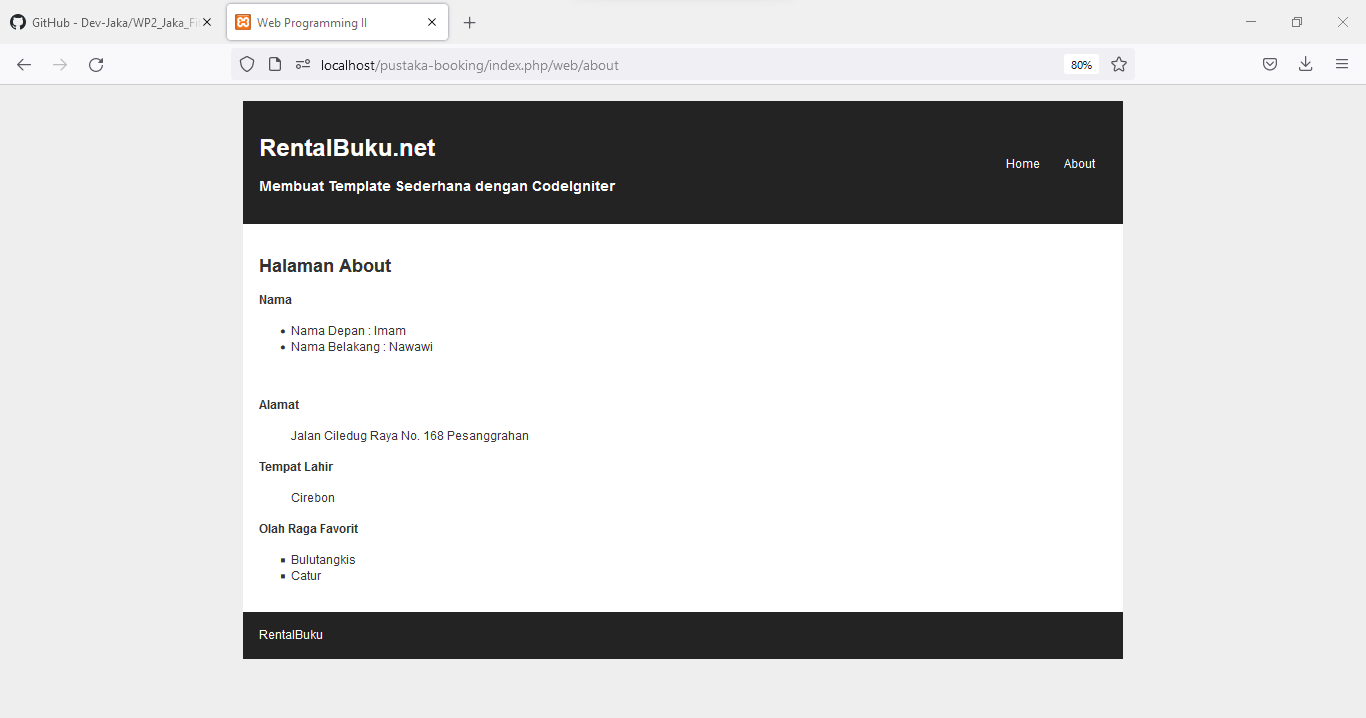 GitHub - Dev-Jaka/WP2_Jaka_Fi
Web Programming II
localhost/pustaka-booking/index.php/web/about
80%
RentalBuku.net
Home
About
Membuat Template Sederhana dengan CodeIgniter
Halaman About
Nama
Nama Depan : Imam
Nama Belakang : Nawawi
Alamat
Jalan Ciledug Raya No. 168 Pesanggrahan
Tempat Lahir
Cirebon
Olah Raga Favorit
Bulutangkis
Catur
RentalBuku